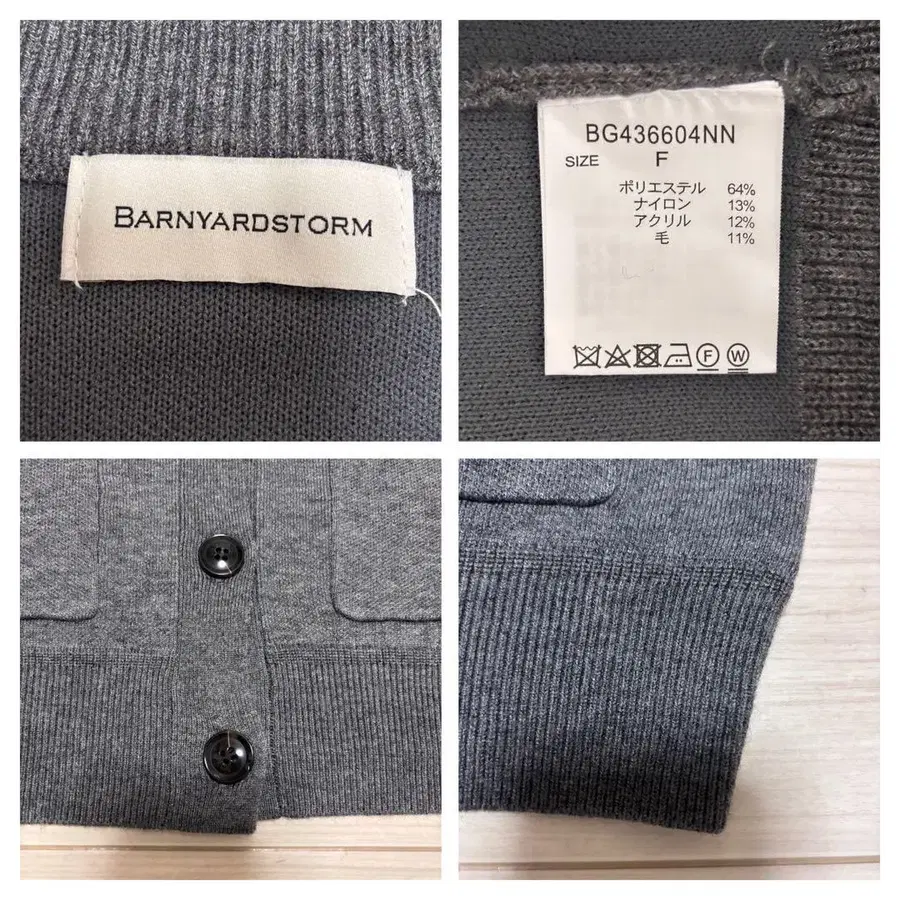 BARNYARDSTORM
BG436604NN
SIZE F
ポリエステル 64%
ナイロン 13%
アクリル 12%
毛 11%
F W